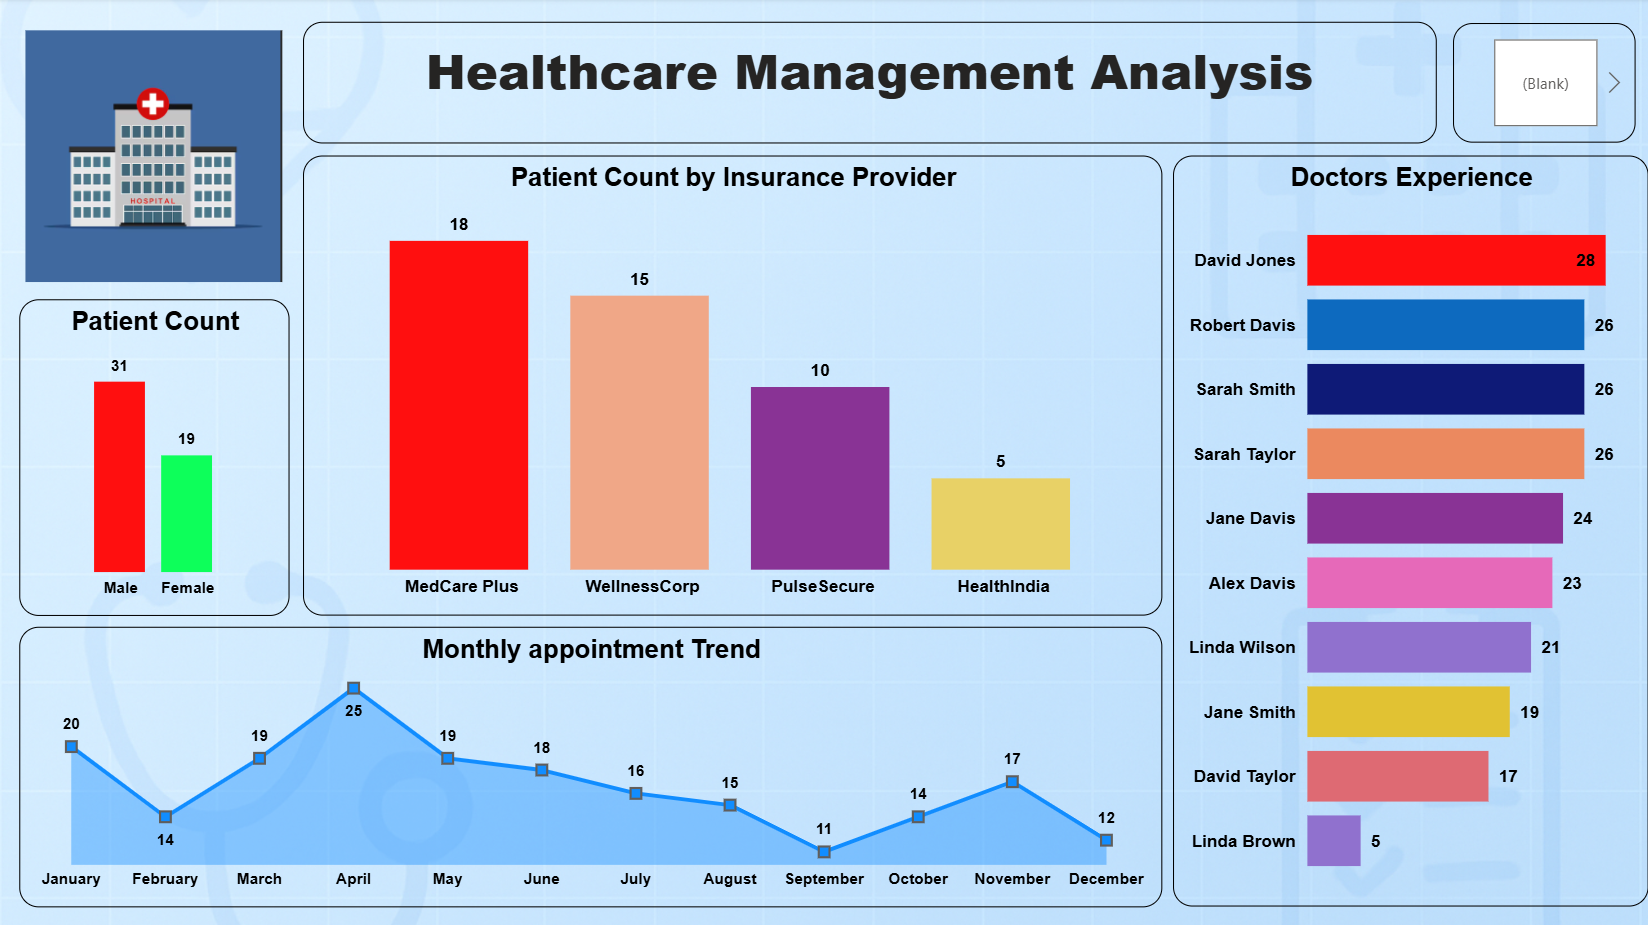 Healthcare Management Analysis
(Blank)
HOSPITAL
Patient Count
31
19
Male Female
Patient Count by Insurance Provider
18
15
10
5
MedCare Plus WellnessCorp PulseSecure HealthIndia
Doctors Experience
David Jones 28
Robert Davis 26
Sarah Smith 26
Sarah Taylor 26
Jane Davis 24
Alex Davis 23
Linda Wilson 21
Jane Smith 19
David Taylor 17
Linda Brown 5
Monthly appointment Trend
20 14 19 25 19 18 16 15 11 14 17 12
January February March April May June July August September October November December